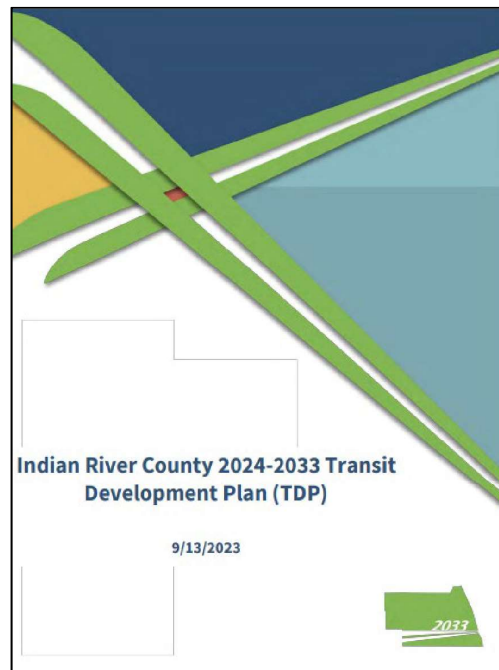 Indian River County 2024-2033 Transit
Development Plan (TDP)
9/13/2023
2033